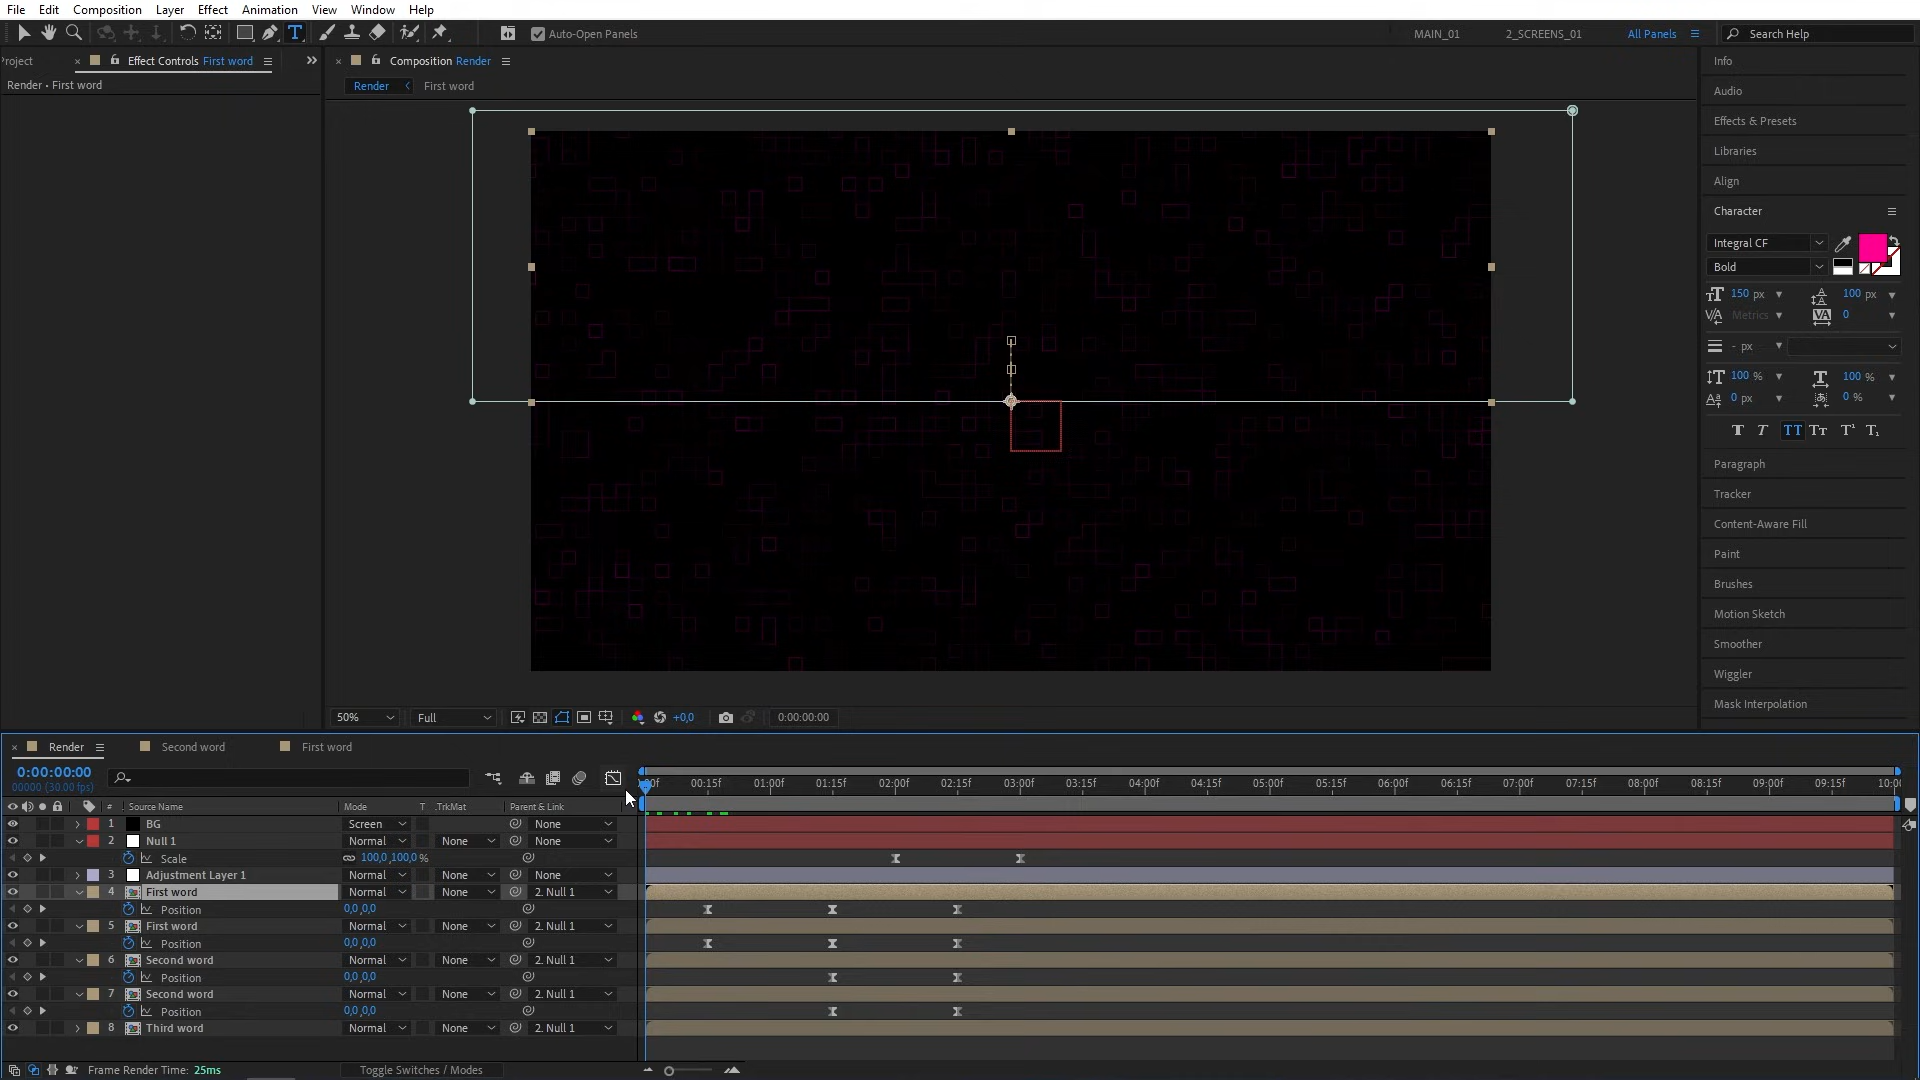 File Edit Composition Layer Effect Animation View Window Help
Auto-Open Panels MAIN_01 2_SCREENS_01 All Panels Search Help
roject Effect Controls First word Composition Render
Render • First word Render First word
Info
Audio
Effects & Presets
Libraries
Align
Character
Integral CF
Bold
150 px 100 px
Metrics 0
- px
100 % 100 %
0 px 0 %
Paragraph
Tracker
Content-Aware Fill
Paint
Brushes
Motion Sketch
Smoother
Wiggler
Mask Interpolation
50% Full +0,0 0:00:00:00
Render Second word First word
0:00:00:00
00000 (30.00 fps)
:00f 00:15f 01:00f 01:15f 02:00f 02:15f 03:00f 03:15f 04:00f 04:15f 05:00f 05:15f 06:00f 06:15f 07:00f 07:15f 08:00f 08:15f 09:00f 09:15f 10:00
# Source Name Mode T .TrkMat Parent & Link
1 BG Screen None
2 Null 1 Normal None None
Scale 100,0,100,0 %
3 Adjustment Layer 1 Normal None None
4 First word Normal None 2. Null 1
Position 0,0,0,0
5 First word Normal None 2. Null 1
Position 0,0,0,0
6 Second word Normal None 2. Null 1
Position 0,0,0,0
7 Second word Normal None 2. Null 1
Position 0,0,0,0
8 Third word Normal None 2. Null 1
Frame Render Time: 25ms Toggle Switches / Modes